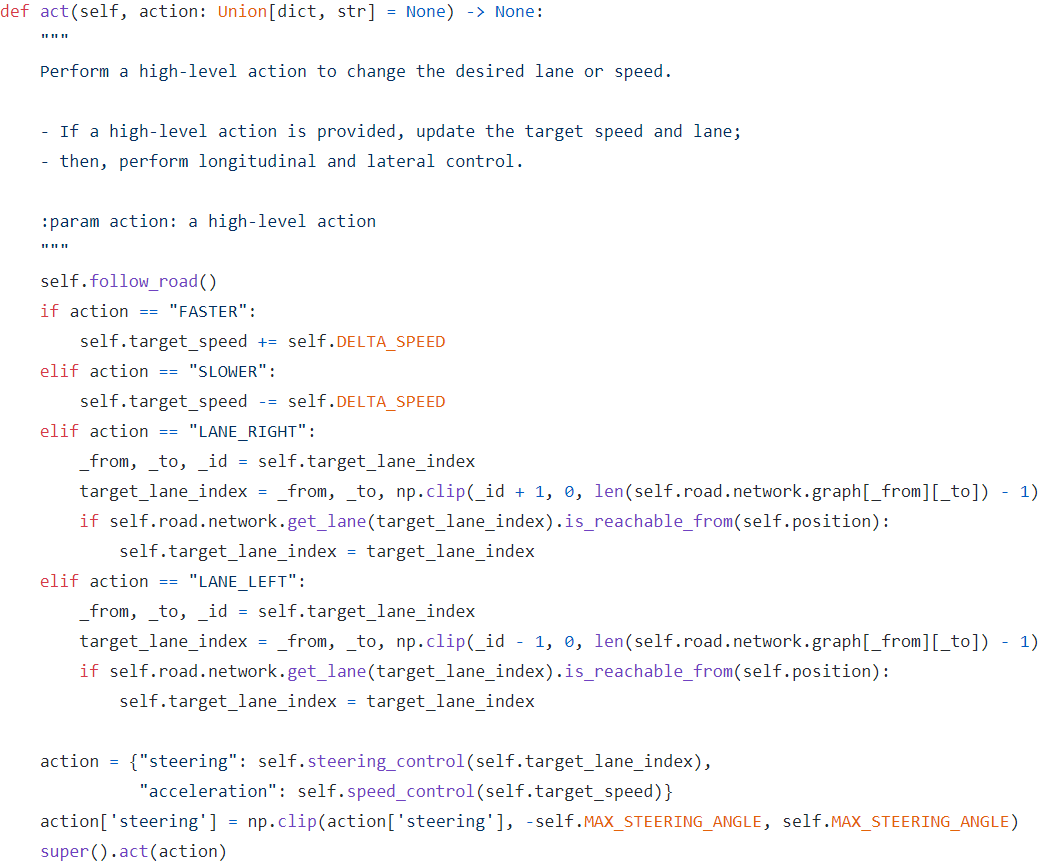 def act(self, action: Union[dict, str] = None) -> None:
    """
    Perform a high-level action to change the desired lane or speed.

    - If a high-level action is provided, update the target speed and lane;
    - then, perform longitudinal and lateral control.

    :param action: a high-level action
    """
    self.follow_road()
    if action == "FASTER":
        self.target_speed += self.DELTA_SPEED
    elif action == "SLOWER":
        self.target_speed -= self.DELTA_SPEED
    elif action == "LANE_RIGHT":
        _from, _to, _id = self.target_lane_index
        target_lane_index = _from, _to, np.clip(_id + 1, 0, len(self.road.network.graph[_from][_to]) - 1)
        if self.road.network.get_lane(target_lane_index).is_reachable_from(self.position):
            self.target_lane_index = target_lane_index
    elif action == "LANE_LEFT":
        _from, _to, _id = self.target_lane_index
        target_lane_index = _from, _to, np.clip(_id - 1, 0, len(self.road.network.graph[_from][_to]) - 1)
        if self.road.network.get_lane(target_lane_index).is_reachable_from(self.position):
            self.target_lane_index = target_lane_index

    action = {"steering": self.steering_control(self.target_lane_index),
              "acceleration": self.speed_control(self.target_speed)}
    action['steering'] = np.clip(action['steering'], -self.MAX_STEERING_ANGLE, self.MAX_STEERING_ANGLE)
    super().act(action)